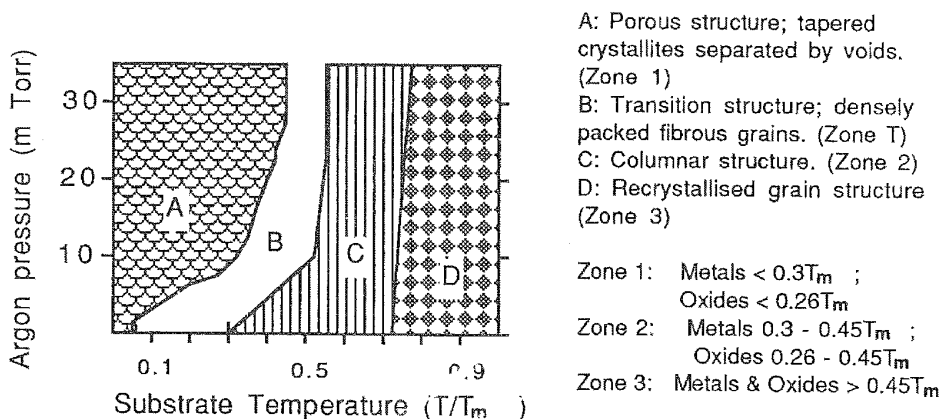 Argon pressure (m Torr)
30
20
10
A
B
C
D
0.1
0.5
0.9
Substrate Temperature (T/Tm )
A: Porous structure; tapered
crystallites separated by voids.
(Zone 1)
B: Transition structure; densely
packed fibrous grains. (Zone T)
C: Columnar structure. (Zone 2)
D: Recrystallised grain structure
(Zone 3)
Zone 1: Metals < 0.3Tm ;
Oxides < 0.26Tm
Zone 2: Metals 0.3 - 0.45Tm ;
Oxides 0.26 - 0.45Tm
Zone 3: Metals & Oxides > 0.45Tm